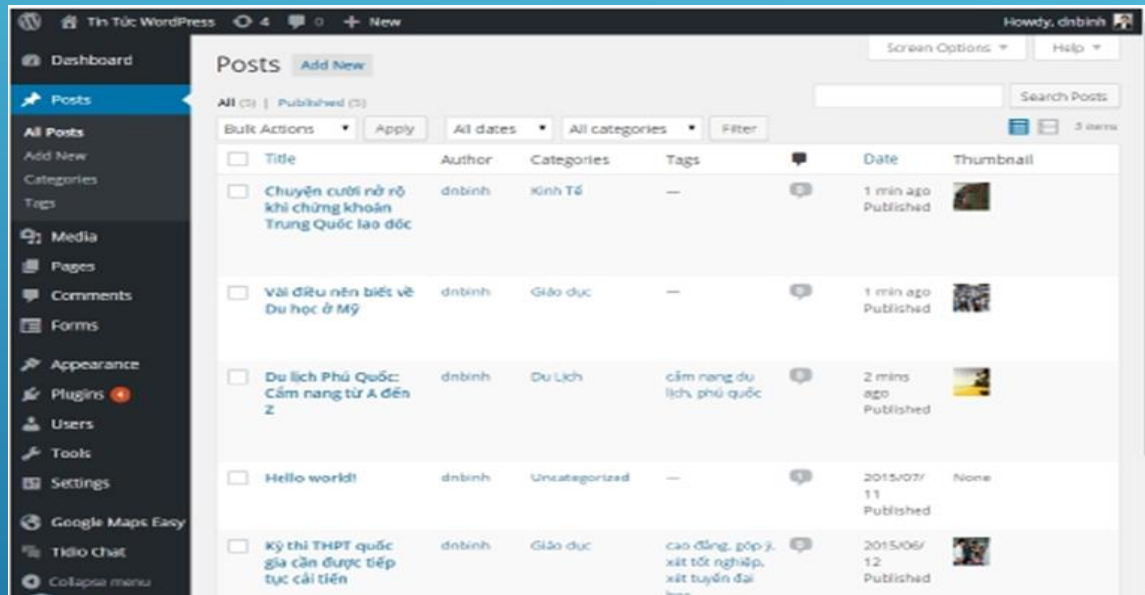 Tin Tức WordPress 4 0 + New Howdy, dnbinh
Screen Options Help
Dashboard
Posts
All Posts
Add New
Categories
Tags
Media
Pages
Comments
Forms
Appearance
Plugins 4
Users
Tools
Settings
Google Maps Easy
Tidio Chat
Collapse menu
Posts Add New
All (5) | Published (5)
Search Posts
Bulk Actions Apply All dates All categories Filter
Title Author Categories Tags Date Thumbnail
Chuyện cười nở rộ
khi chứng khoán
Trung Quốc lao dốc
dnbinh Kinh Tế —
1 min ago
Published
Vài điều nên biết về
Du học ở Mỹ
dnbinh Giáo dục —
1 min ago
Published
Du lịch Phú Quốc:
Cẩm nang từ A đến
Z
dnbinh Du Lịch
cẩm nang du
lịch, phú quốc
2 mins
ago
Published
Hello world!
dnbinh Uncategorized —
2015/07/
11
Published
None
Kỳ thi THPT quốc
gia cần được tiếp
tục cải tiến
dnbinh Giáo dục
cao đẳng, góp ý,
xét tốt nghiệp,
xét tuyển đại
2015/06/
12
Published